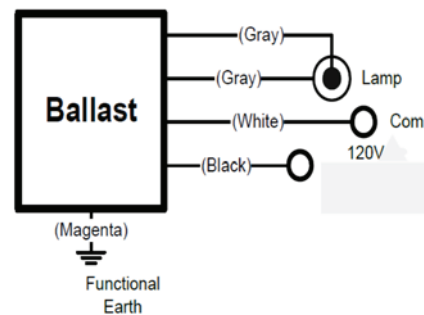 (Gray)
(Gray)
Lamp
Ballast
(White)
Com
120V
(Black)
(Magenta)
Functional
Earth